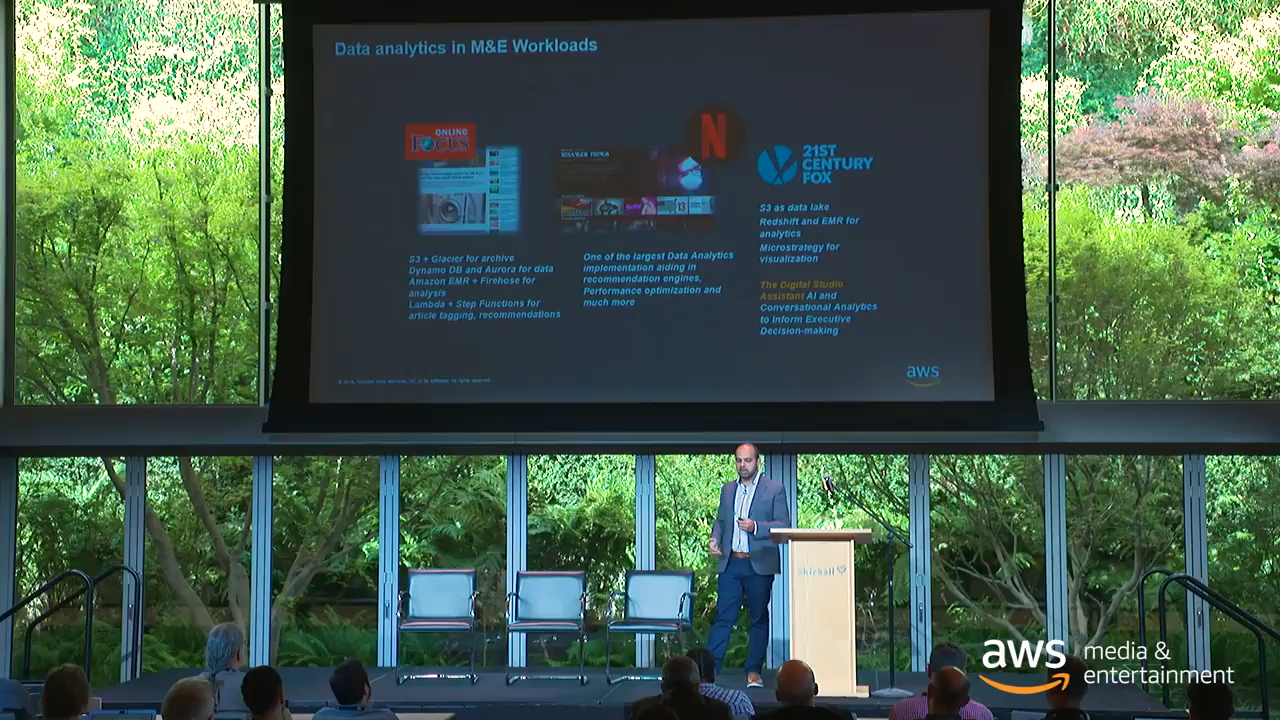 Data analytics in M&E Workloads
ONLINE
FOCUS
STRANGER THINGS
N
21ST
CENTURY
FOX
S3 + Glacier for archive
Dynamo DB and Aurora for data
Amazon EMR + Firehose for
analysis
Lambda + Step Functions for
article tagging, recommendations
One of the largest Data Analytics
implementation aiding in
recommendation engines,
Performance optimization and
much more
S3 as data lake
Redshift and EMR for
analytics
Microstrategy for
visualization
The Digital Studio
Assistant AI and
Conversational Analytics
to Inform Executive
Decision-making
aws
skirball
aws media &
entertainment